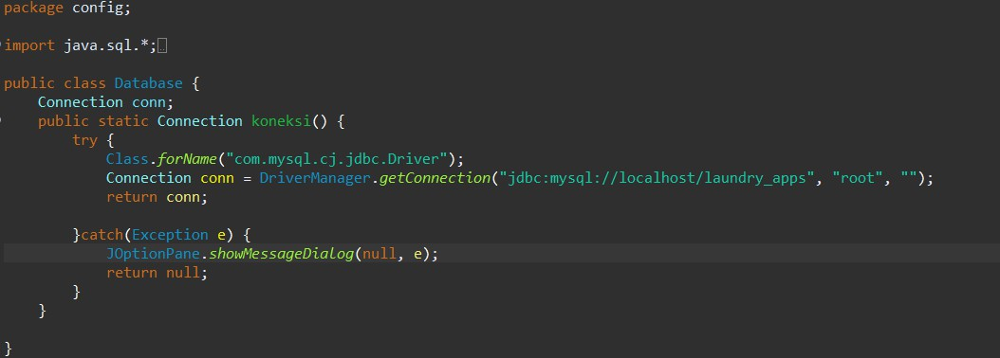 package config;
import java.sql.*;
public class Database {
Connection conn;
public static Connection koneksi() {
try {
Class.forName("com.mysql.cj.jdbc.Driver");
Connection conn = DriverManager.getConnection("jdbc:mysql://localhost/laundry_apps", "root", "");
return conn;
}catch(Exception e) {
JOptionPane.showMessageDialog(null, e);
return null;
}
}
}